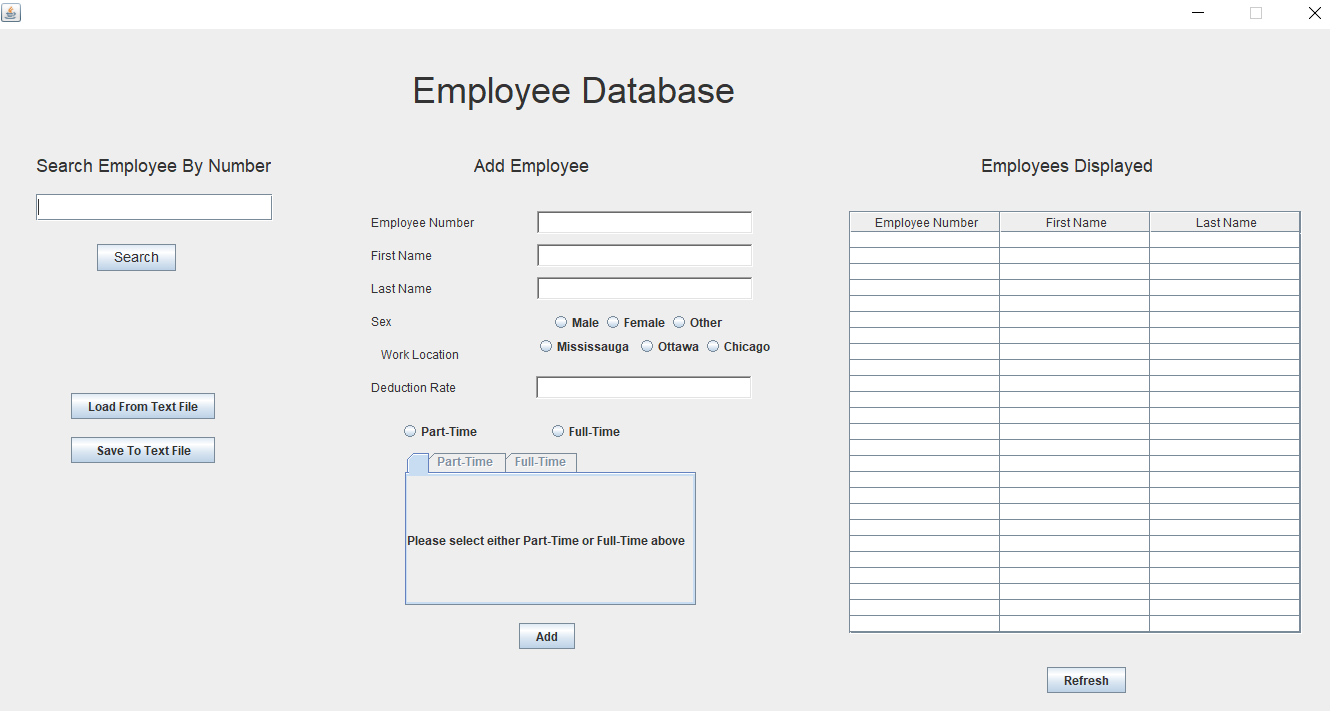 Employee Database
Search Employee By Number
Search
Load From Text File
Save To Text File
Add Employee
Employee Number
First Name
Last Name
Sex
Male Female Other
Work Location
Mississauga Ottawa Chicago
Deduction Rate
Part-Time Full-Time
Part-Time Full-Time
Please select either Part-Time or Full-Time above
Add
Employees Displayed
Employee Number First Name Last Name
Refresh